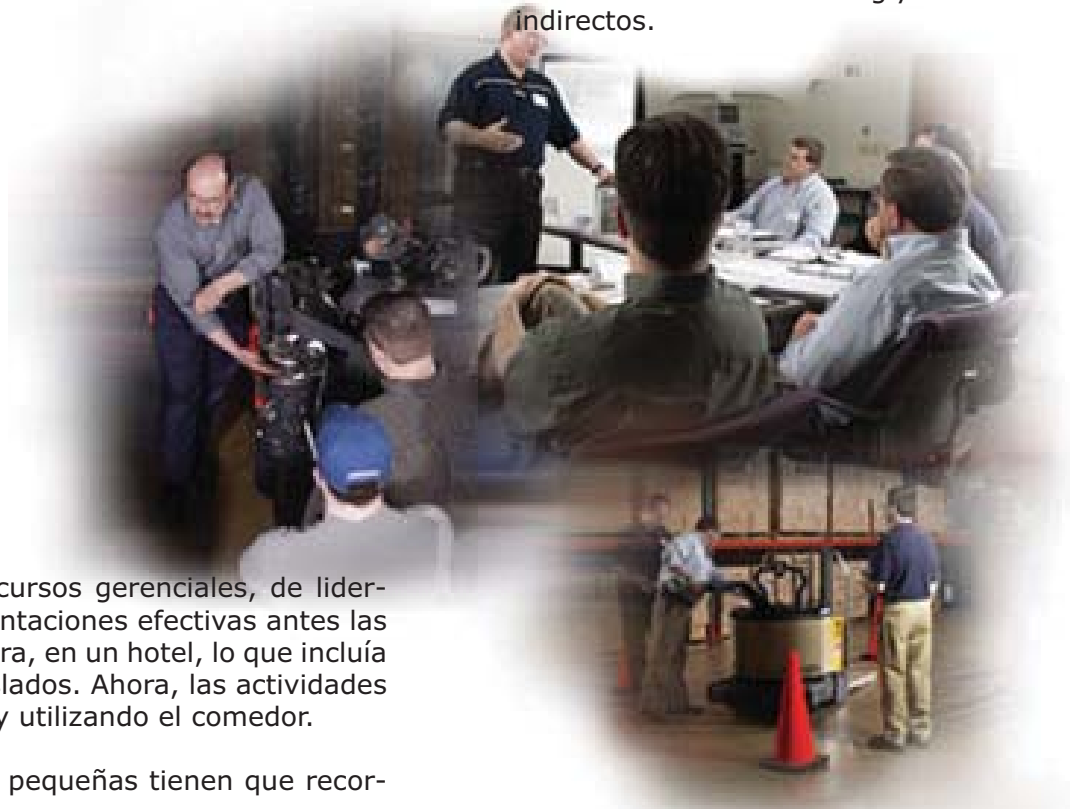 indirectos.
cursos gerenciales, de lider-
ntaciones efectivas antes las
ra, en un hotel, lo que incluía
lados. Ahora, las actividades
y utilizando el comedor.
pequeñas tienen que recor-